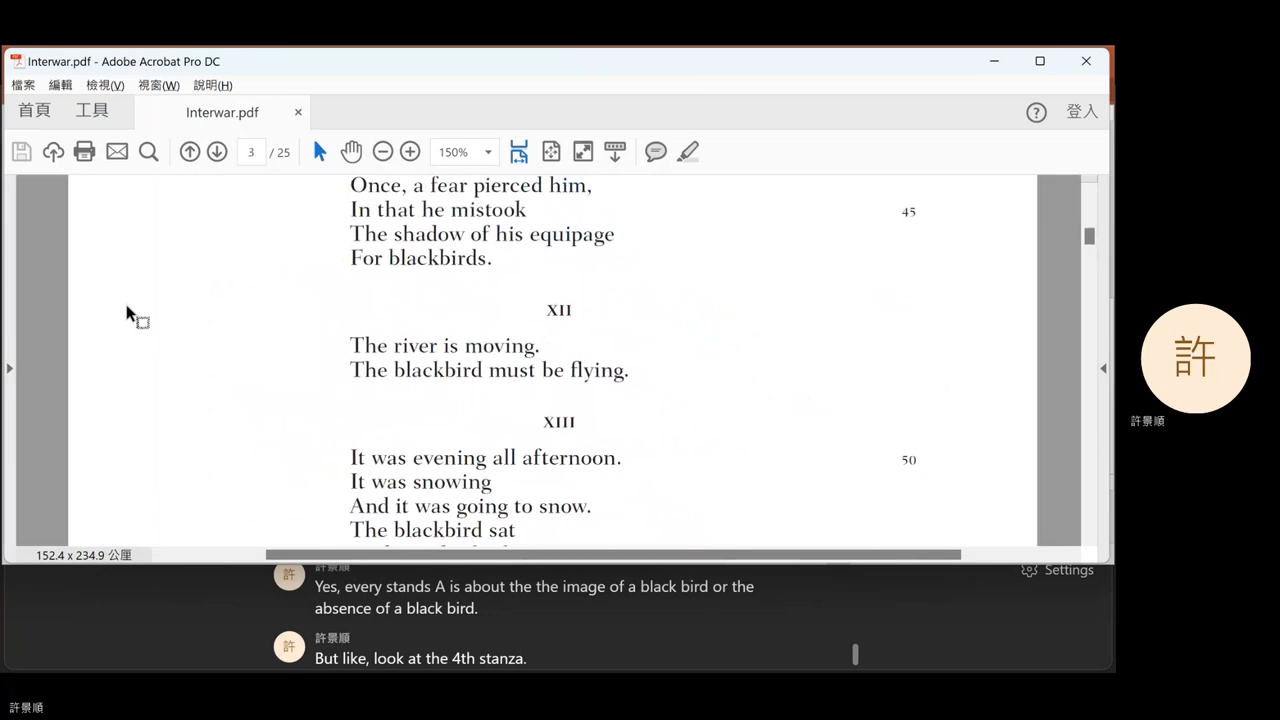 Interwar.pdf - Adobe Acrobat Pro DC
檔案 編輯 檢視(V) 視窗(W) 說明(H)
首頁 工具 Interwar.pdf × ? 登入
3 / 25 150%
Once, a fear pierced him,
In that he mistook 45
The shadow of his equipage
For blackbirds.
XII
The river is moving.
The blackbird must be flying.
XIII
It was evening all afternoon. 50
It was snowing
And it was going to snow.
The blackbird sat
152.4 x 234.9 公厘
許
許景順
許 許景順
Settings
Yes, every stands A is about the the image of a black bird or the
absence of a black bird.
許 許景順
But like, look at the 4th stanza.
許景順